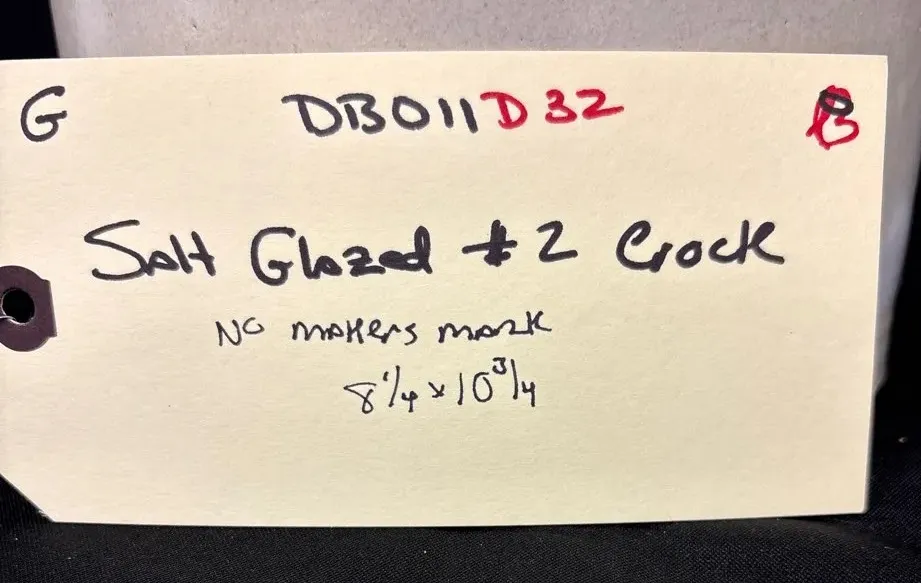 G DB011D32
Salt Glazed #2 Crock
No makers mark
8 1/4 x 10 3/4